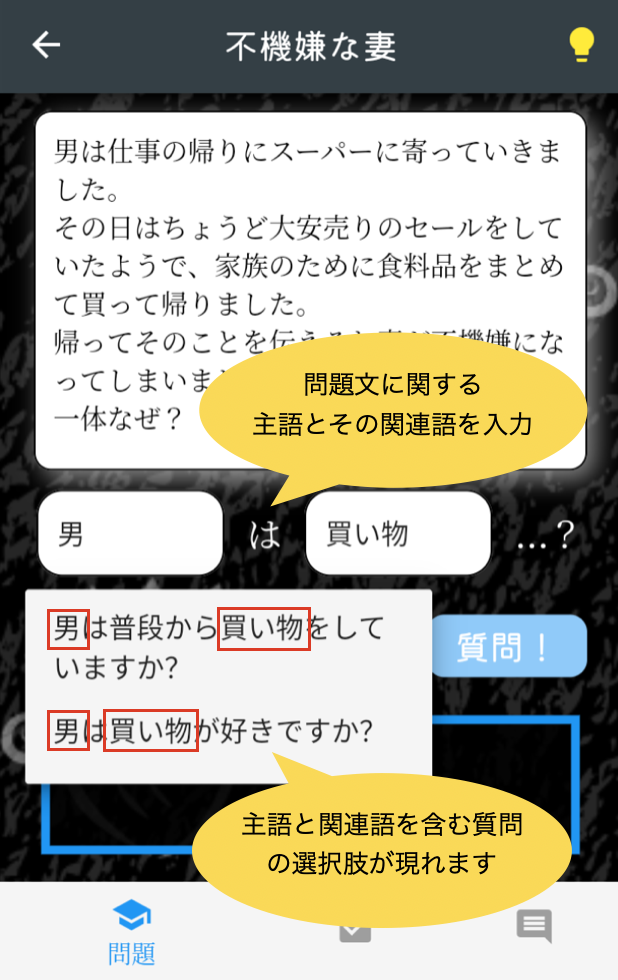 不機嫌な妻
男は仕事の帰りにスーパーに寄っていきま
した。
その日はちょうど大安売りのセールをして
いたようで、家族のために食料品をまとめ
て買って帰りました。
帰ってそのことを伝え
機嫌にな
ってしまいま
一体なぜ？
問題文に関する
主語とその関連語を入力
男 は 買い物 …？
男は普段から買い物をして
いますか?
質問！
男は買い物が好きですか?
主語と関連語を含む質問
の選択肢が現れます
問題